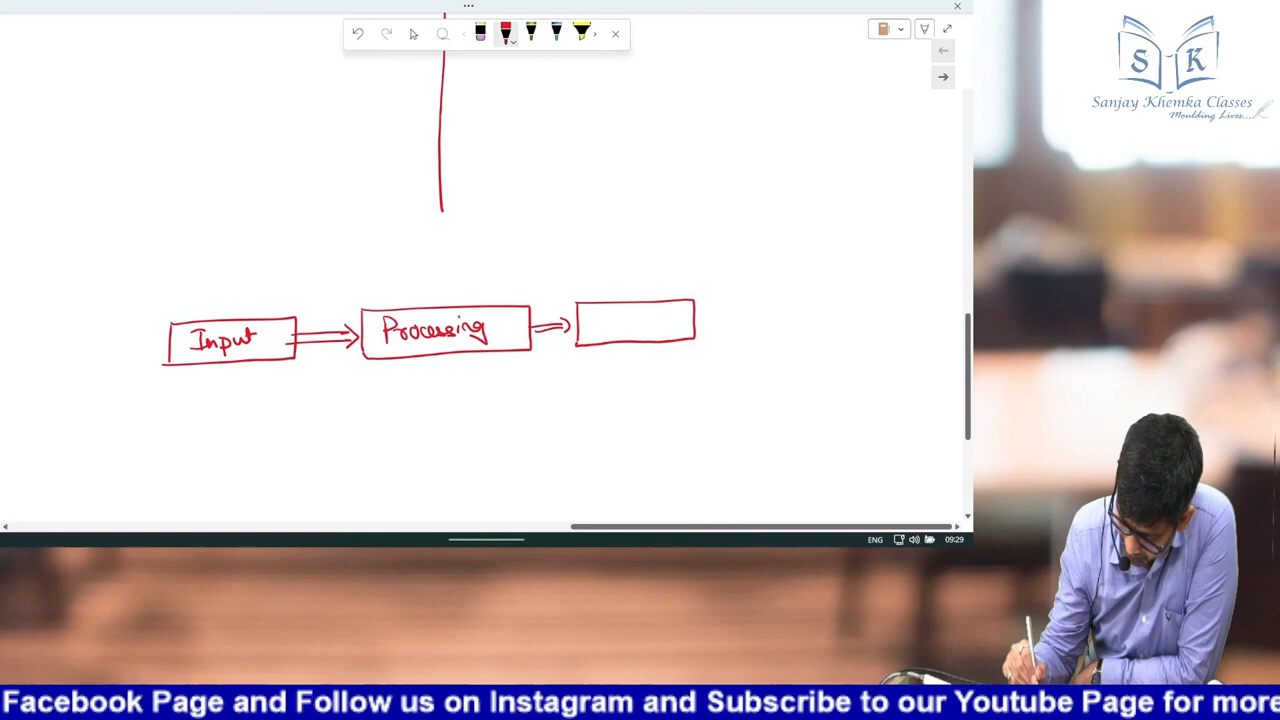 S K
Sanjay Khemka Classes
Moulding Lives...
Input Processing
ENG 09:29
Facebook Page and Follow us on Instagram and Subscribe to our Youtube Page for more